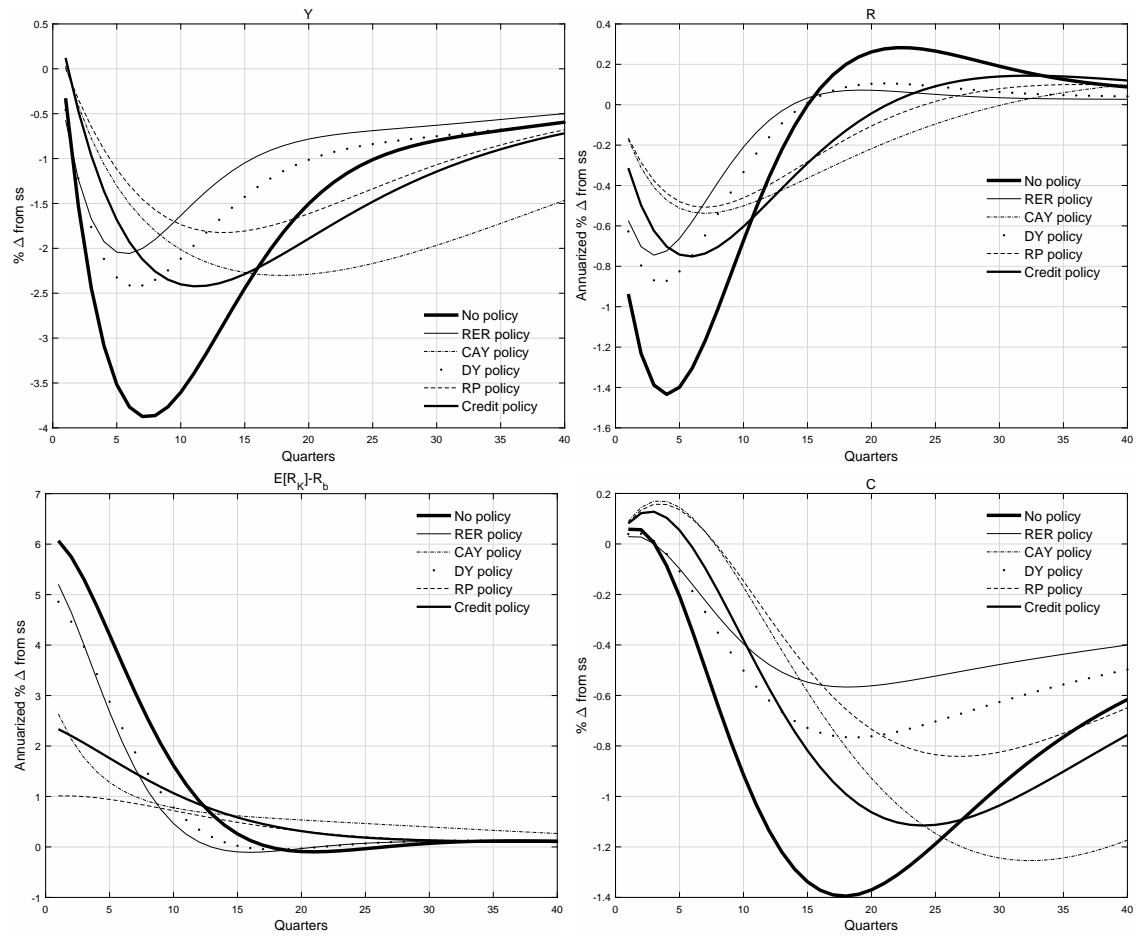 Y
% Δ from ss
0.5
0
-0.5
-1
-1.5
-2
-2.5
-3
-3.5
-4
0 5 10 15 20 25 30 35 40
Quarters
No policy
RER policy
CAY policy
DY policy
RP policy
Credit policy
R
Annuarized % Δ from ss
0.4
0.2
0
-0.2
-0.4
-0.6
-0.8
-1
-1.2
-1.4
-1.6
0 5 10 15 20 25 30 35 40
Quarters
No policy
RER policy
CAY policy
DY policy
RP policy
Credit policy
E[R_K]-R_b
Annuarized % Δ from ss
7
6
5
4
3
2
1
0
-1
0 5 10 15 20 25 30 35 40
Quarters
No policy
RER policy
CAY policy
DY policy
RP policy
Credit policy
C
% Δ from ss
0.2
0
-0.2
-0.4
-0.6
-0.8
-1
-1.2
-1.4
0 5 10 15 20 25 30 35 40
Quarters
No policy
RER policy
CAY policy
DY policy
RP policy
Credit policy